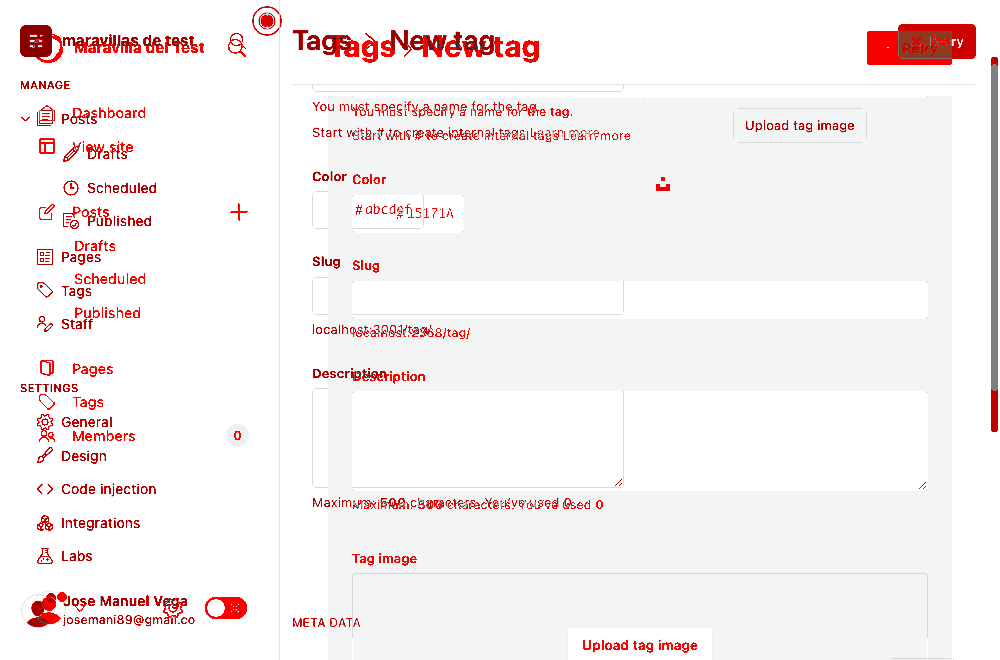 maravillas de test
Maravilla del Test
Tags > New tag
Tags > New tag
Retry
Retry
MANAGE
Dashboard
Posts
View site
Drafts
Scheduled
Posts
Published
Drafts
Pages
Scheduled
Tags
Published
Staff
Pages
SETTINGS
Tags
General
Members
0
Design
Code injection
Integrations
Labs
Jose Manuel Vega
josemani89@gmail.co
You must specify a name for the tag.
You must specify a name for the tag.
Start with # to create internal tags Learn more
Start with # to create internal tags Learn more
Upload tag image
Color
Color
#abcdef
#15171A
Slug
Slug
localhost:3001/tag/
localhost:2368/tag/
Description
Description
Maximum: 500 characters. You've used 0
Maximum: 500 characters. You've used 0
Tag image
META DATA
Upload tag image